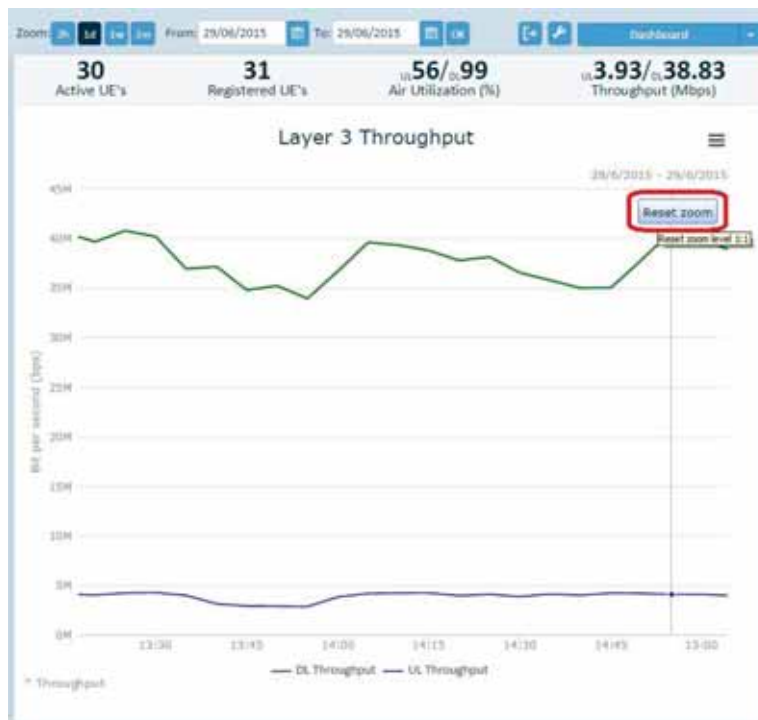 Zoom: 2h 1d 1w 1m From: 29/06/2015 To: 29/06/2015 OK Dashboard
30 31 UL56/DL99 UL3.93/DL38.83
Active UE's Registered UE's Air Utilization (%) Throughput (Mbps)
Layer 3 Throughput
29/6/2015 - 29/6/2015
45M
Reset zoom
Reset zoom level 1:1
40M
35M
30M
25M
20M
15M
10M
5M
0M
Bit per second (bps)
13:30 13:45 14:00 14:15 14:30 14:45 15:00
DL Throughput UL Throughput
* Throughput